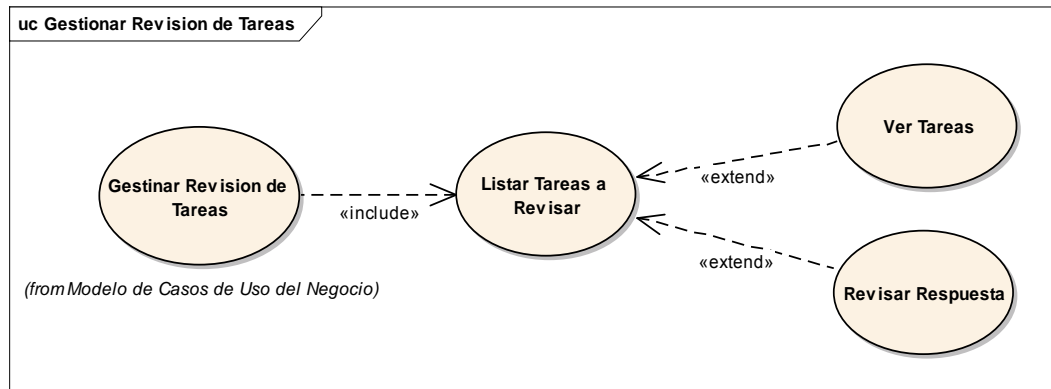 uc Gestionar Revision de Tareas
Gestinar Revision de
Tareas
(from Modelo de Casos de Uso del Negocio)
«include»
Listar Tareas a
Revisar
«extend»
«extend»
Ver Tareas
Revisar Respuesta